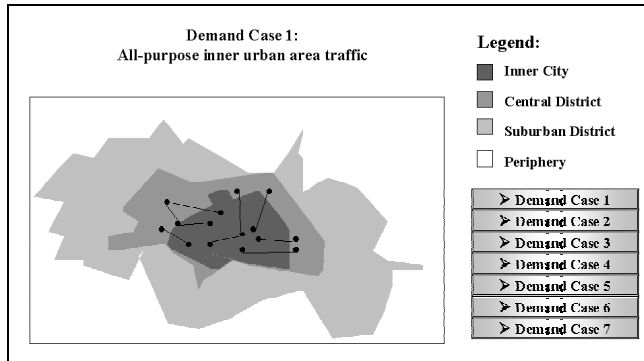 Demand Case 1:
All-purpose inner urban area traffic
Legend:
Inner City
Central District
Suburban District
Periphery
➢ Demand Case 1
➢ Demand Case 2
➢ Demand Case 3
➢ Demand Case 4
➢ Demand Case 5
➢ Demand Case 6
➢ Demand Case 7